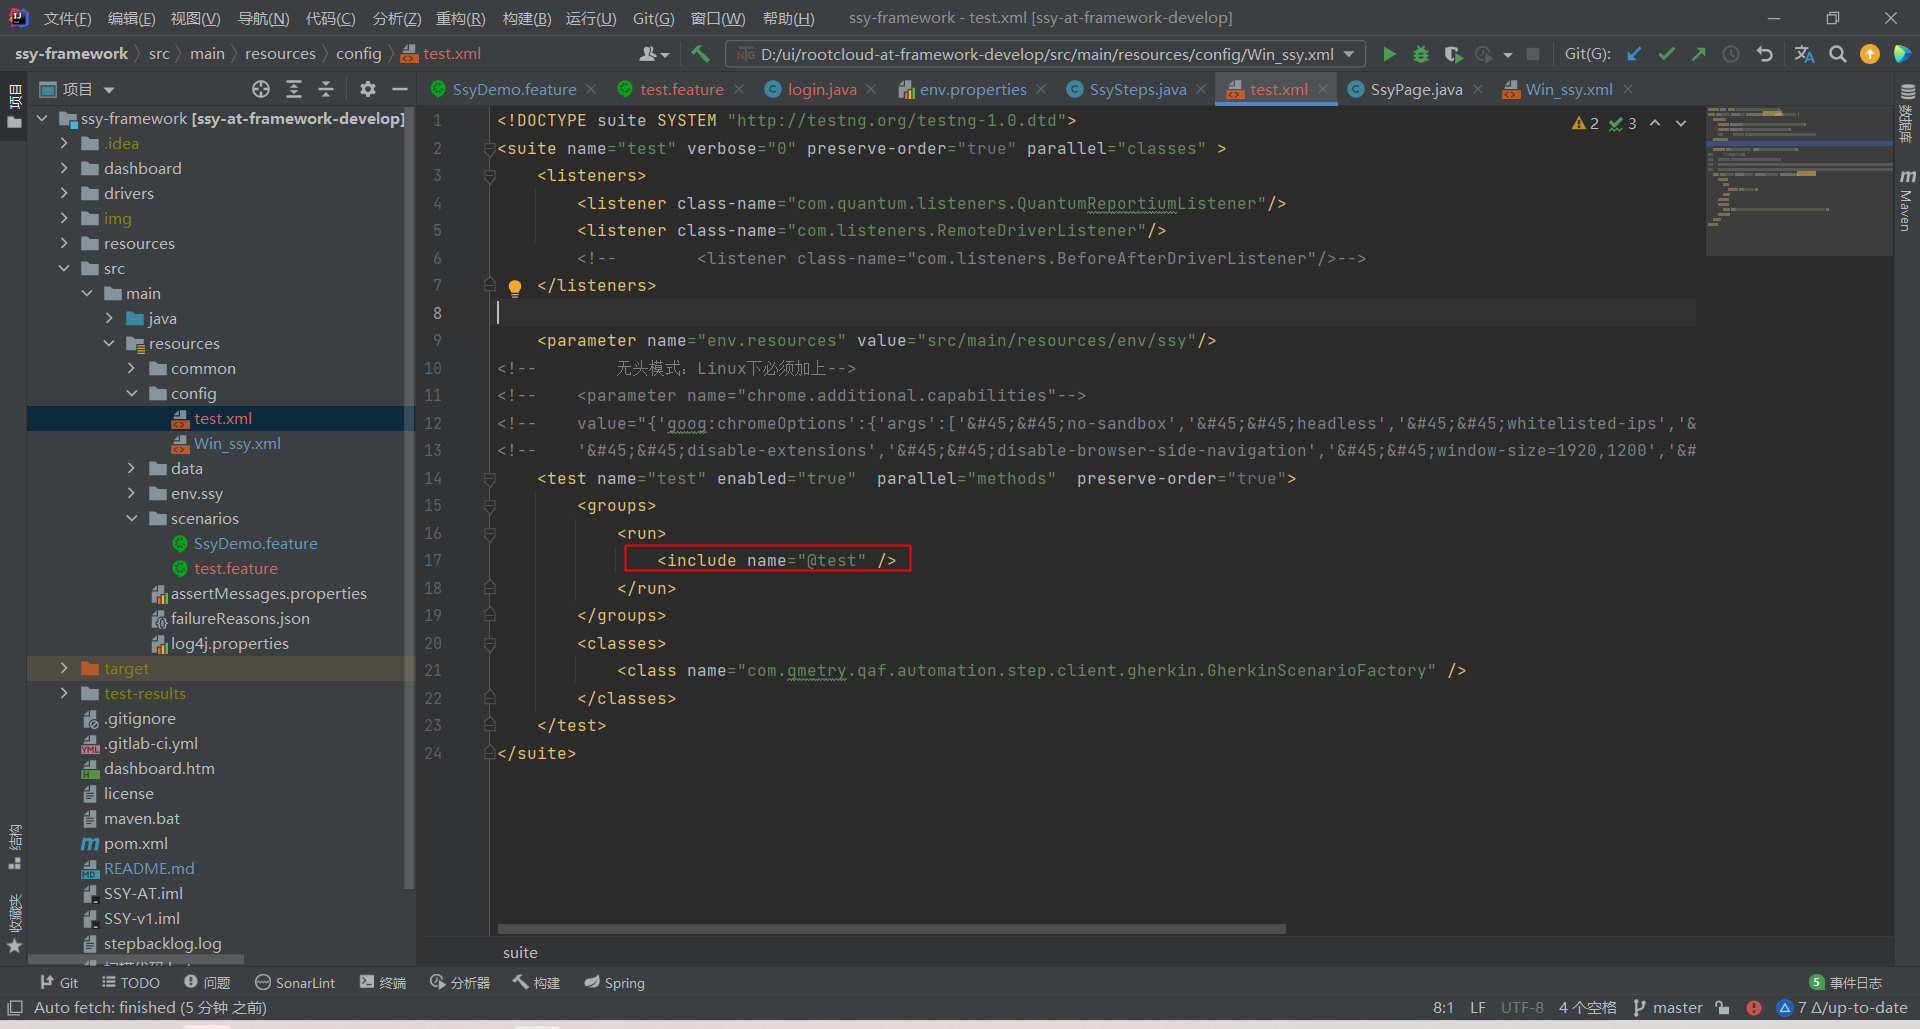 文件(F) 编辑(E) 视图(V) 导航(N) 代码(C) 分析(Z) 重构(R) 构建(B) 运行(U) Git(G) 窗口(W) 帮助(H) ssy-framework - test.xml [ssy-at-framework-develop]
ssy-framework src main resources config test.xml D:/ui/rootcloud-at-framework-develop/src/main/resources/config/Win_ssy.xml Git(G):
项目
SsyDemo.feature test.feature login.java env.properties SsySteps.java test.xml SsyPage.java Win_ssy.xml
项目
结构
收藏夹
ssy-framework [ssy-at-framework-develop]
.idea
dashboard
drivers
img
resources
src
main
java
resources
common
config
test.xml
Win_ssy.xml
data
env.ssy
scenarios
SsyDemo.feature
test.feature
assertMessages.properties
failureReasons.json
log4j.properties
target
test-results
.gitignore
.gitlab-ci.yml
dashboard.htm
license
maven.bat
pom.xml
README.md
SSY-AT.iml
SSY-v1.iml
stepbacklog.log
1 <!DOCTYPE suite SYSTEM "http://testng.org/testng-1.0.dtd">
2 <suite name="test" verbose="0" preserve-order="true" parallel="classes" >
3 <listeners>
4 <listener class-name="com.quantum.listeners.QuantumReportiumListener"/>
5 <listener class-name="com.listeners.RemoteDriverListener"/>
6 <!-- <listener class-name="com.listeners.BeforeAfterDriverListener"/>-->
7 </listeners>
8
9 <parameter name="env.resources" value="src/main/resources/env/ssy"/>
10 <!-- 无头模式：Linux下必须加上-->
11 <!-- <parameter name="chrome.additional.capabilities"-->
12 <!-- value="{'goog:chromeOptions':{'args':['&#45;&#45;no-sandbox','&#45;&#45;headless','&#45;&#45;whitelisted-ips','&
13 <!-- '&#45;&#45;disable-extensions','&#45;&#45;disable-browser-side-navigation','&#45;&#45;window-size=1920,1200','&#
14 <test name="test" enabled="true" parallel="methods" preserve-order="true">
15 <groups>
16 <run>
17 <include name="@test" />
18 </run>
19 </groups>
20 <classes>
21 <class name="com.qmetry.qaf.automation.step.client.gherkin.GherkinScenarioFactory" />
22 </classes>
23 </test>
24 </suite>
2 3
数据库
Maven
suite
Git TODO 问题 SonarLint 终端 分析器 构建 Spring 5 事件日志
Auto fetch: finished (5 分钟 之前) 8:1 LF UTF-8 4 个空格 master 7 Δ/up-to-date